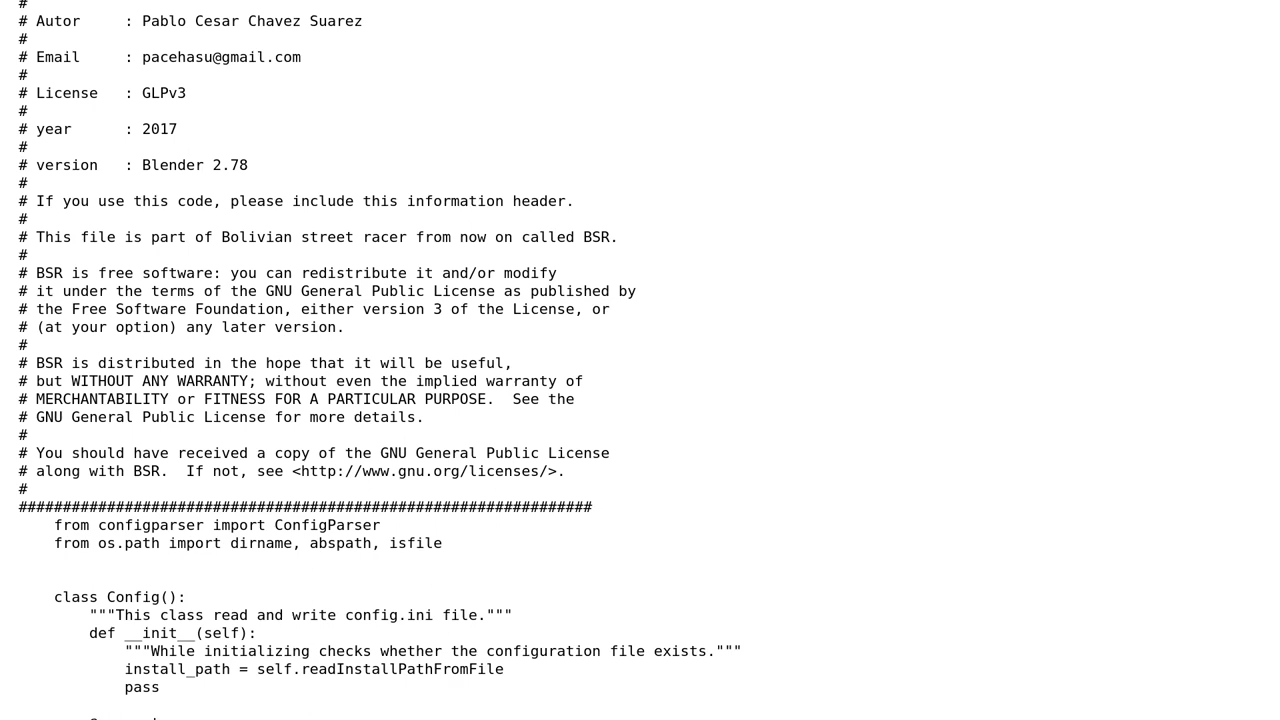 #
# Autor     : Pablo Cesar Chavez Suarez
#
# Email     : pacehasu@gmail.com
#
# License   : GLPv3
#
# year      : 2017
#
# version   : Blender 2.78
#
# If you use this code, please include this information header.
#
# This file is part of Bolivian street racer from now on called BSR.
#
# BSR is free software: you can redistribute it and/or modify
# it under the terms of the GNU General Public License as published by
# the Free Software Foundation, either version 3 of the License, or
# (at your option) any later version.
#
# BSR is distributed in the hope that it will be useful,
# but WITHOUT ANY WARRANTY; without even the implied warranty of
# MERCHANTABILITY or FITNESS FOR A PARTICULAR PURPOSE.  See the
# GNU General Public License for more details.
#
# You should have received a copy of the GNU General Public License
# along with BSR.  If not, see <http://www.gnu.org/licenses/>.
#
#################################################################
    from configparser import ConfigParser
    from os.path import dirname, abspath, isfile
    class Config():
        """This class read and write config.ini file."""
        def __init__(self):
            """While initializing checks whether the configuration file exists."""
            install_path = self.readInstallPathFromFile
            pass